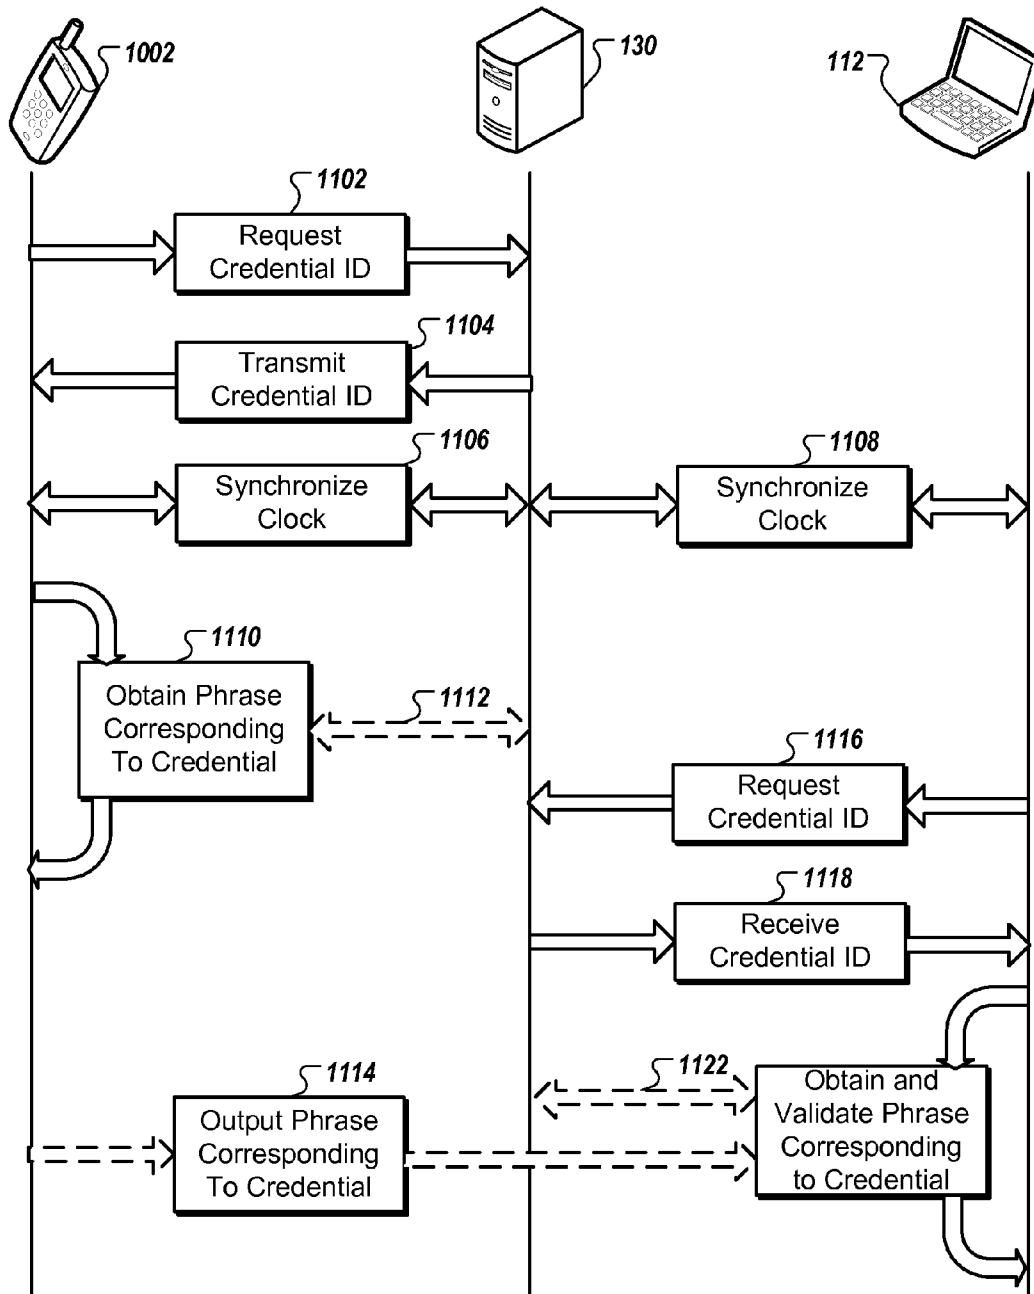 1002
130
112
1102
Request
Credential ID
1104
Transmit
Credential ID
1106
Synchronize
Clock
1108
Synchronize
Clock
1110
Obtain Phrase
Corresponding
To Credential
1112
1116
Request
Credential ID
1118
Receive
Credential ID
1114
Output Phrase
Corresponding
To Credential
1122
Obtain and
Validate Phrase
Corresponding
to Credential